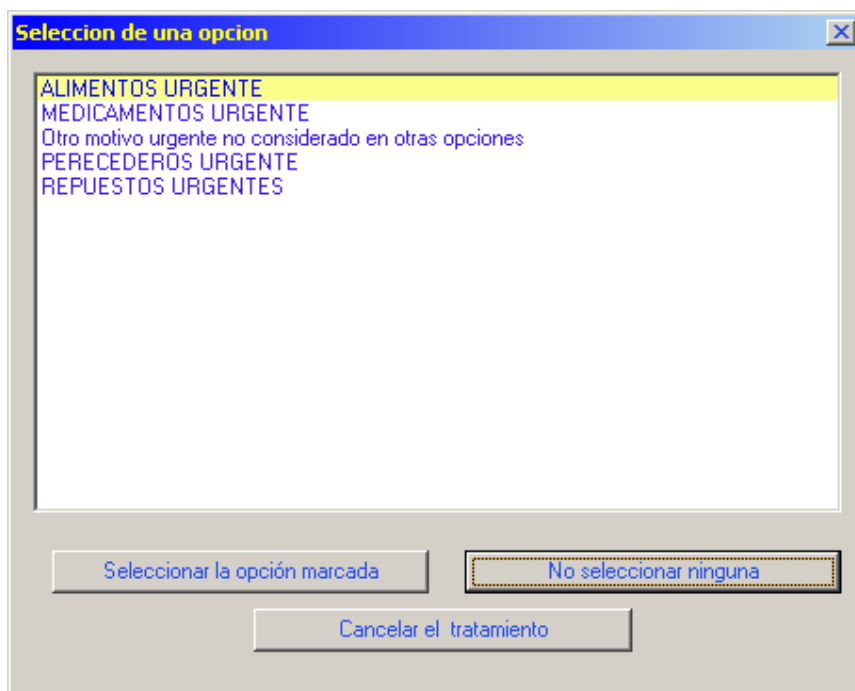 Seleccion de una opcion
ALIMENTOS URGENTE
MEDICAMENTOS URGENTE
Otro motivo urgente no considerado en otras opciones
PERECEDEROS URGENTE
REPUESTOS URGENTES
Seleccionar la opción marcada
No seleccionar ninguna
Cancelar el tratamiento